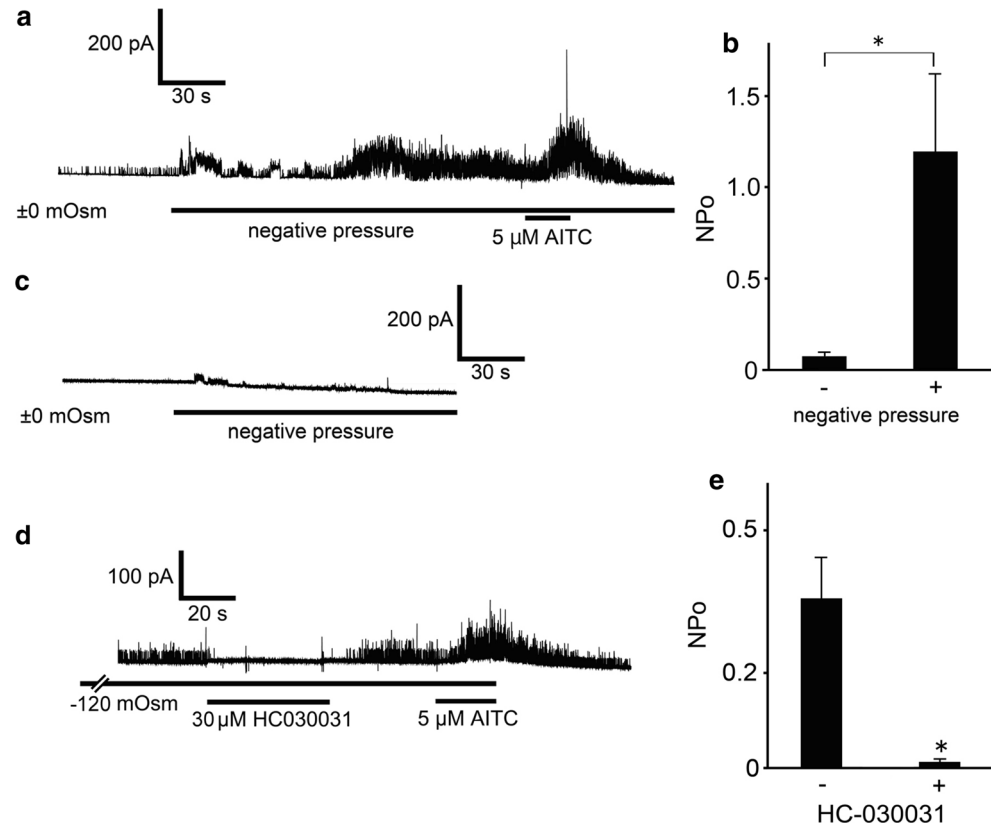 a
200 pA
30 s
±0 mOsm
negative pressure
5 µM AITC
b
*
1.5
1.0
0.5
0
NPo
- +
negative pressure
c
200 pA
30 s
±0 mOsm
negative pressure
d
100 pA
20 s
-120 mOsm
30 µM HC030031
5 µM AITC
e
0.5
0.2
0
NPo
*
- +
HC-030031